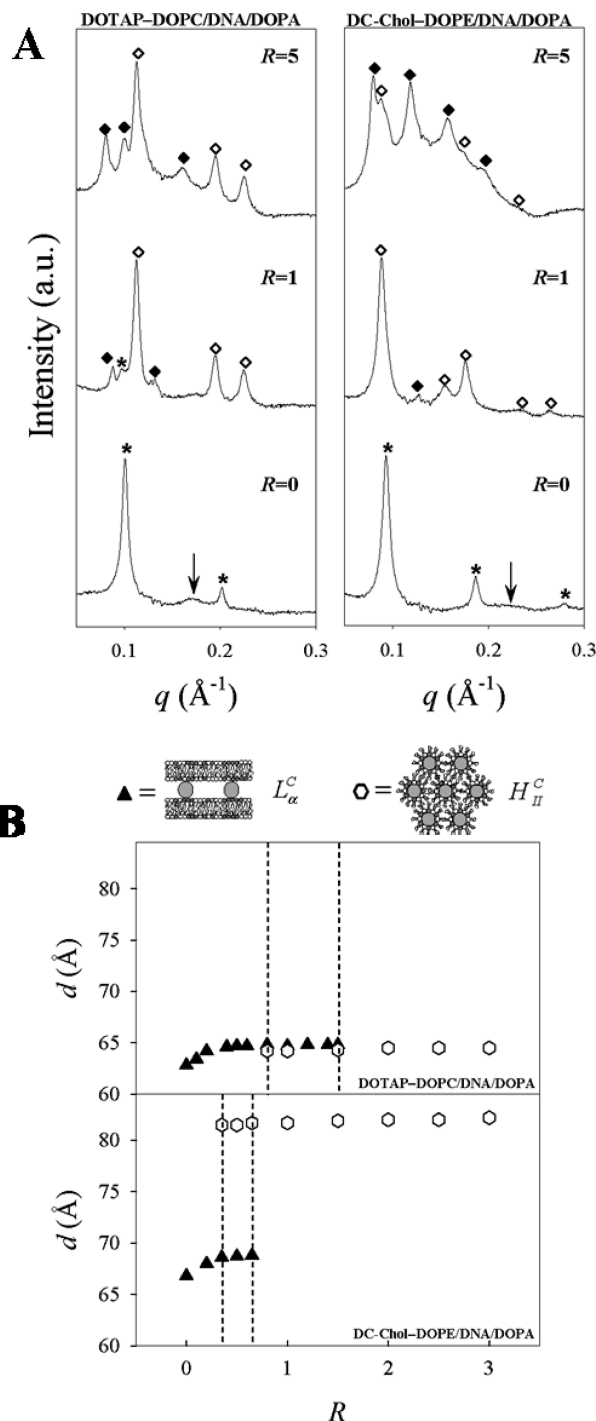 A
DOTAP–DOPC/DNA/DOPA
DC-Chol–DOPE/DNA/DOPA
R=5
R=5
R=1
R=1
R=0
R=0
* *
* * *
*
Intensity (a.u.)
0.1 0.2 0.3
0.1 0.2 0.3
q (Å-1)
q (Å-1)
B
= LαC
= HIIC
80
75
70
65
60
d (Å)
DOTAP–DOPC/DNA/DOPA
80
75
70
65
60
d (Å)
DC-Chol–DOPE/DNA/DOPA
0 1 2 3
R